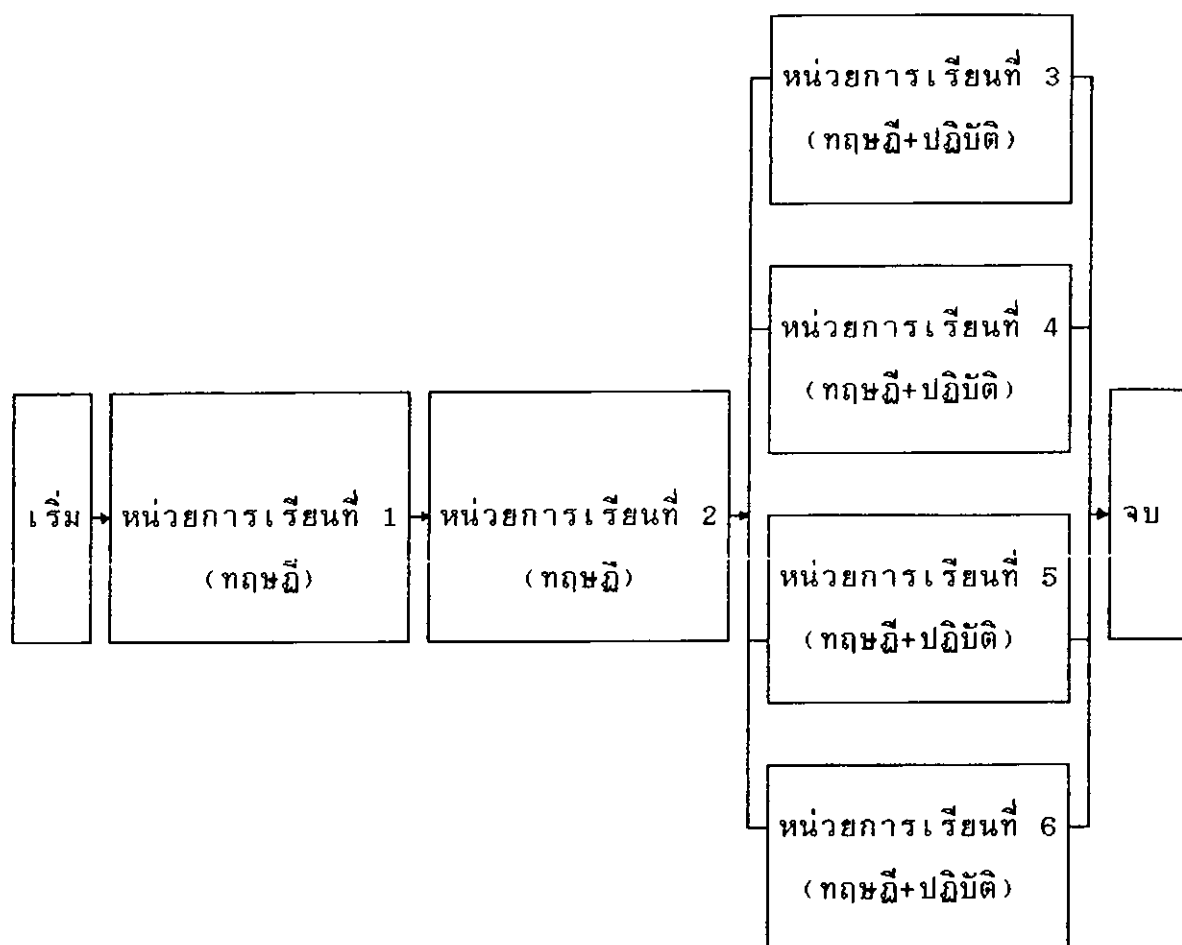 หน่วยการเรียนที่ 3
(ทฤษฎี+ปฎิบัติ)
หน่วยการเรียนที่ 4
(ทฤษฎี+ปฎิบัติ)
เริ่ม
หน่วยการเรียนที่ 1
(ทฤษฎี)
หน่วยการเรียนที่ 2
(ทฤษฎี)
จบ
หน่วยการเรียนที่ 5
(ทฤษฎี+ปฎิบัติ)
หน่วยการเรียนที่ 6
(ทฤษฎี+ปฎิบัติ)